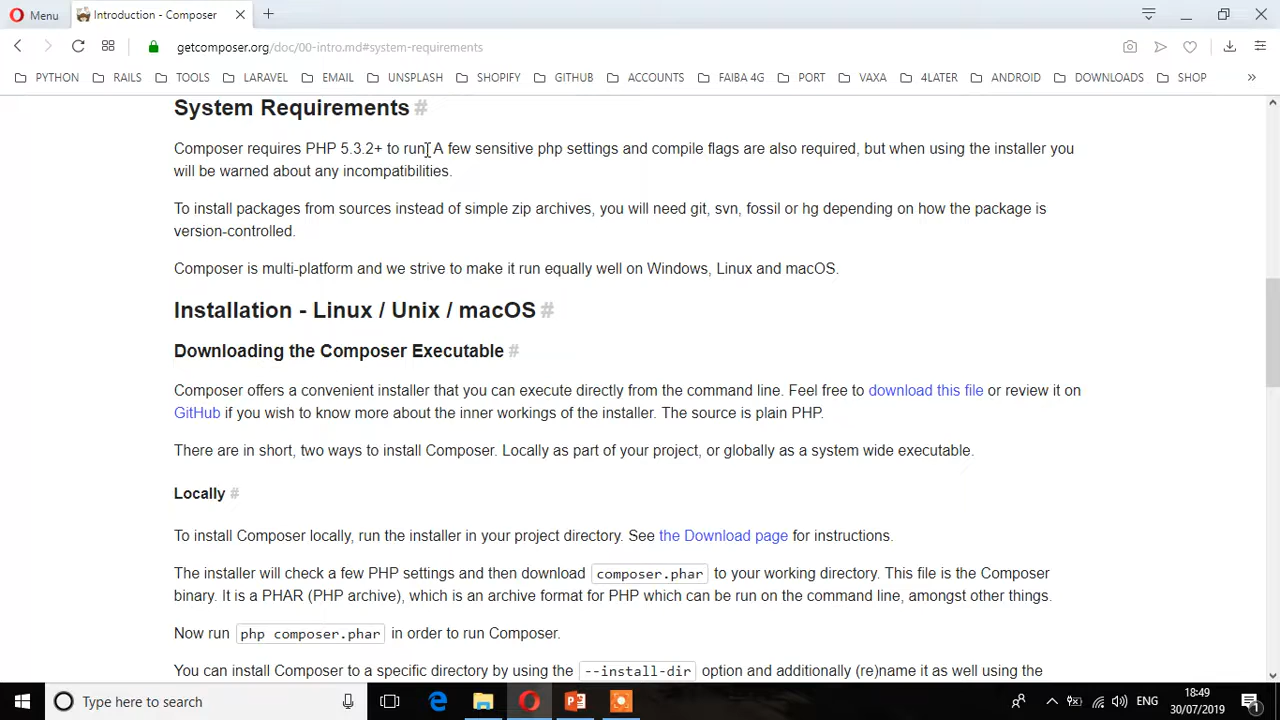 Menu
Introduction - Composer
getcomposer.org/doc/00-intro.md#system-requirements
PYTHON
RAILS
TOOLS
LARAVEL
EMAIL
UNSPLASH
SHOPIFY
GITHUB
ACCOUNTS
FAIBA 4G
PORT
VAXA
4LATER
ANDROID
DOWNLOADS
SHOP
System Requirements #
Composer requires PHP 5.3.2+ to run. A few sensitive php settings and compile flags are also required, but when using the installer you
will be warned about any incompatibilities.
To install packages from sources instead of simple zip archives, you will need git, svn, fossil or hg depending on how the package is
version-controlled.
Composer is multi-platform and we strive to make it run equally well on Windows, Linux and macOS.
Installation - Linux / Unix / macOS #
Downloading the Composer Executable #
Composer offers a convenient installer that you can execute directly from the command line. Feel free to download this file or review it on
GitHub if you wish to know more about the inner workings of the installer. The source is plain PHP.
There are in short, two ways to install Composer. Locally as part of your project, or globally as a system wide executable.
Locally #
To install Composer locally, run the installer in your project directory. See the Download page for instructions.
The installer will check a few PHP settings and then download composer.phar to your working directory. This file is the Composer
binary. It is a PHAR (PHP archive), which is an archive format for PHP which can be run on the command line, amongst other things.
Now run php composer.phar in order to run Composer.
You can install Composer to a specific directory by using the --install-dir option and additionally (re)name it as well using the
Type here to search
ENG
18:49
30/07/2019
1